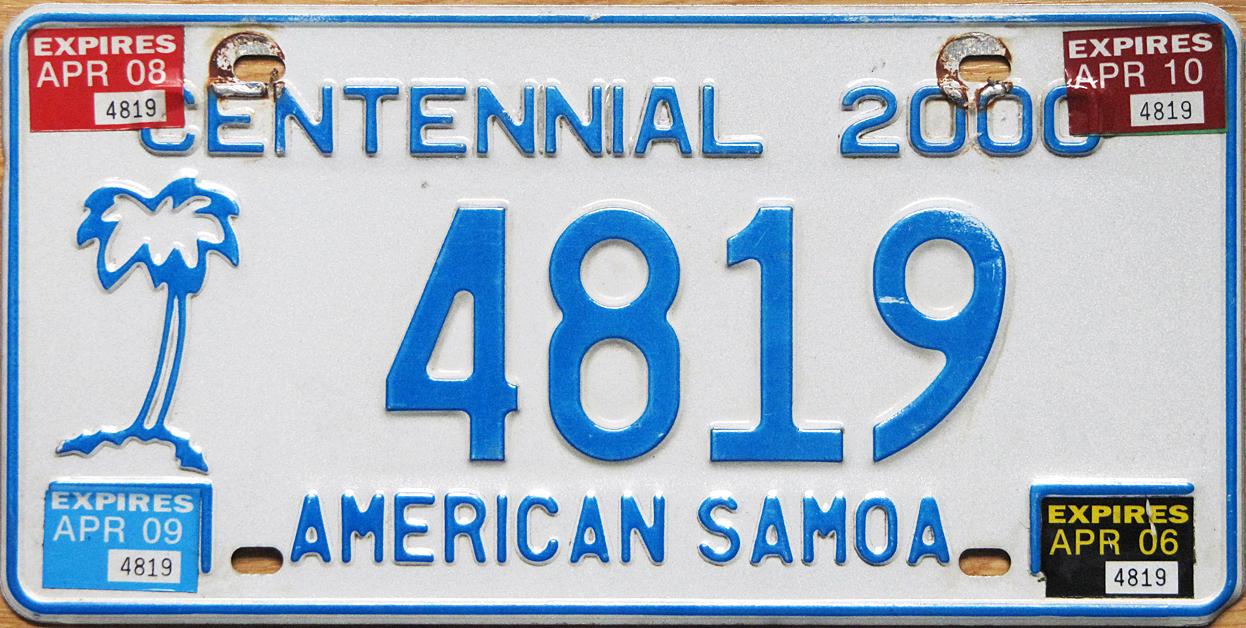 EXPIRES
APR 08
4819
EXPIRES
APR 10
4819
CENTENNIAL 2000
4819
EXPIRES
APR 09
4819
AMERICAN SAMOA
EXPIRES
APR 06
4819